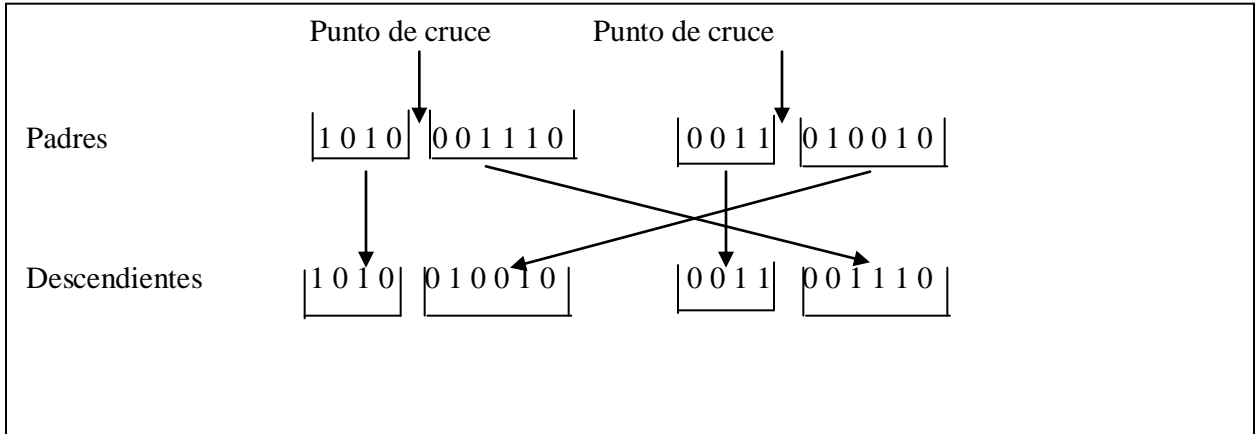 Punto de cruce Punto de cruce
Padres 1 0 1 0 0 0 1 1 1 0 0 0 1 1 0 1 0 0 1 0
Descendientes 1 0 1 0 0 1 0 0 1 0 0 0 1 1 0 0 1 1 1 0